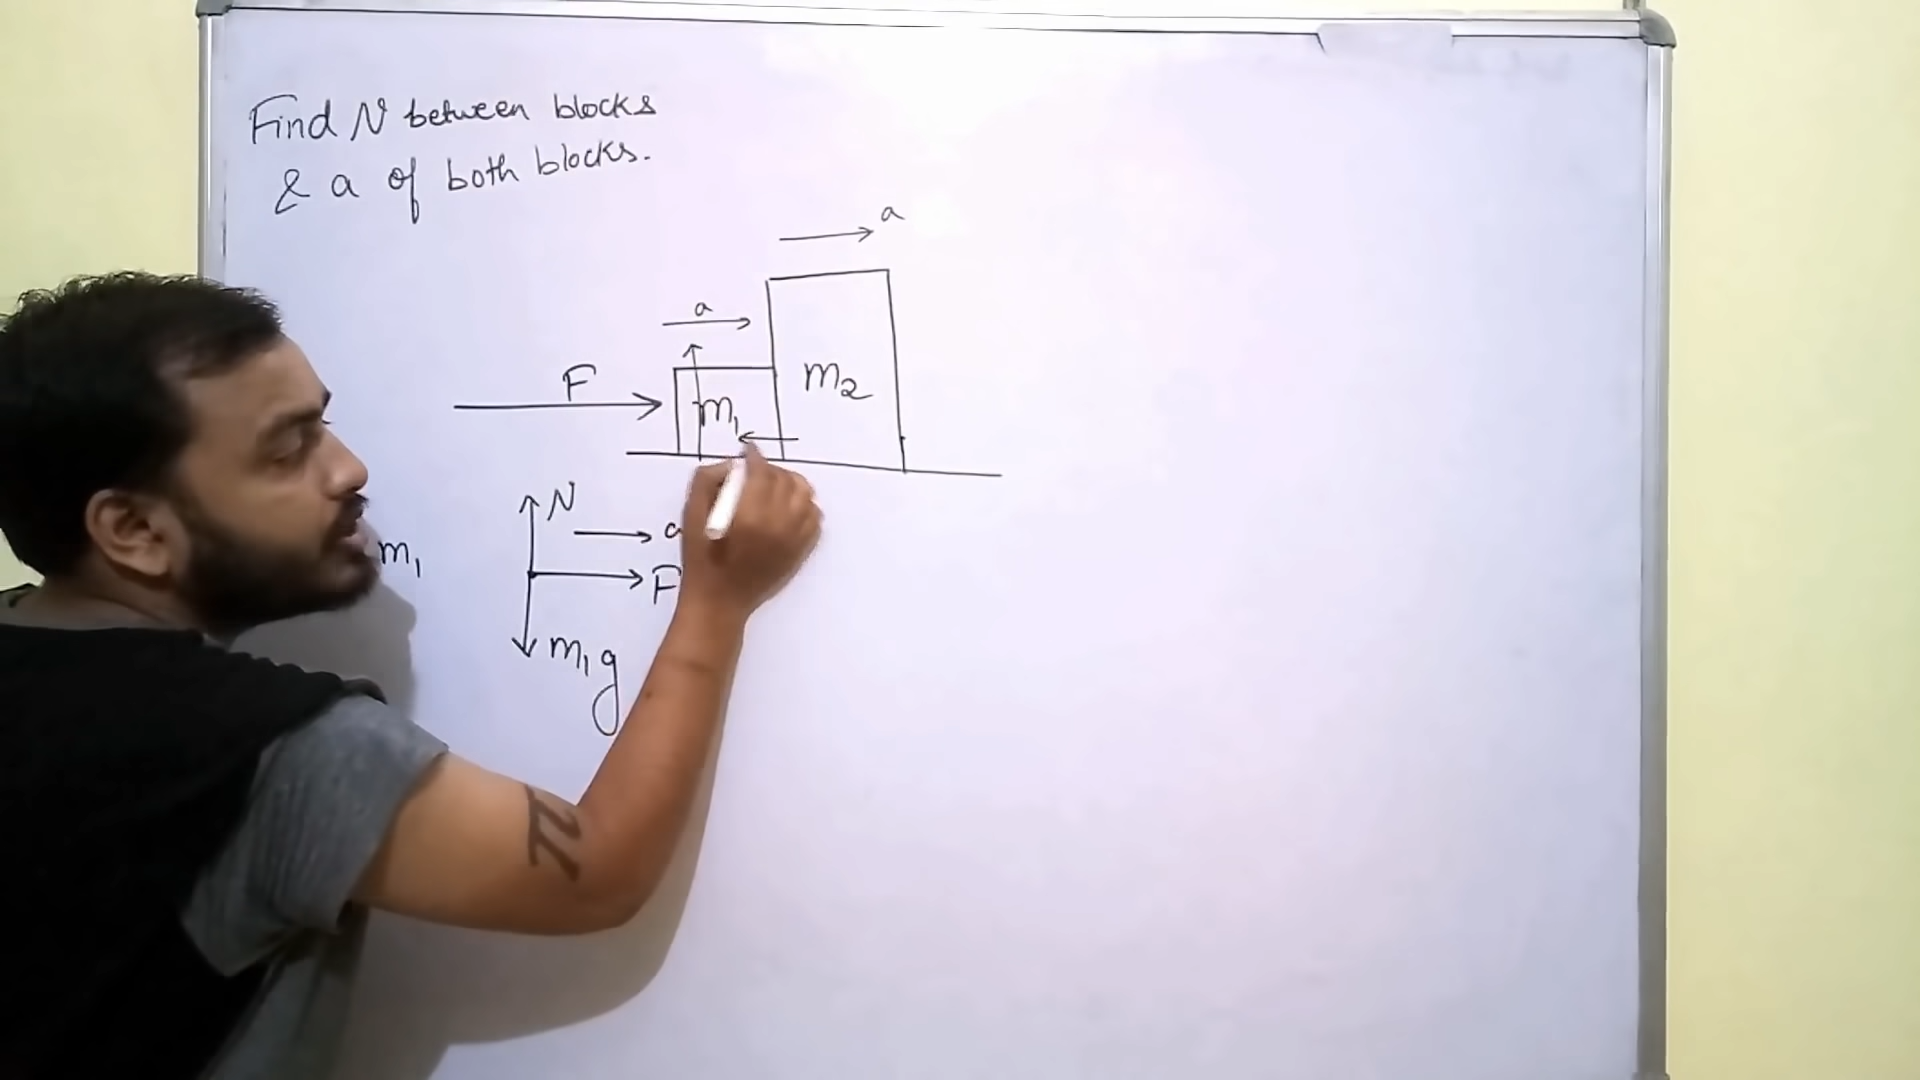 Find N between blocks
& a of both blocks.
a
a
F
m₁
m₂
N
a
m₁
F
m₁g
π